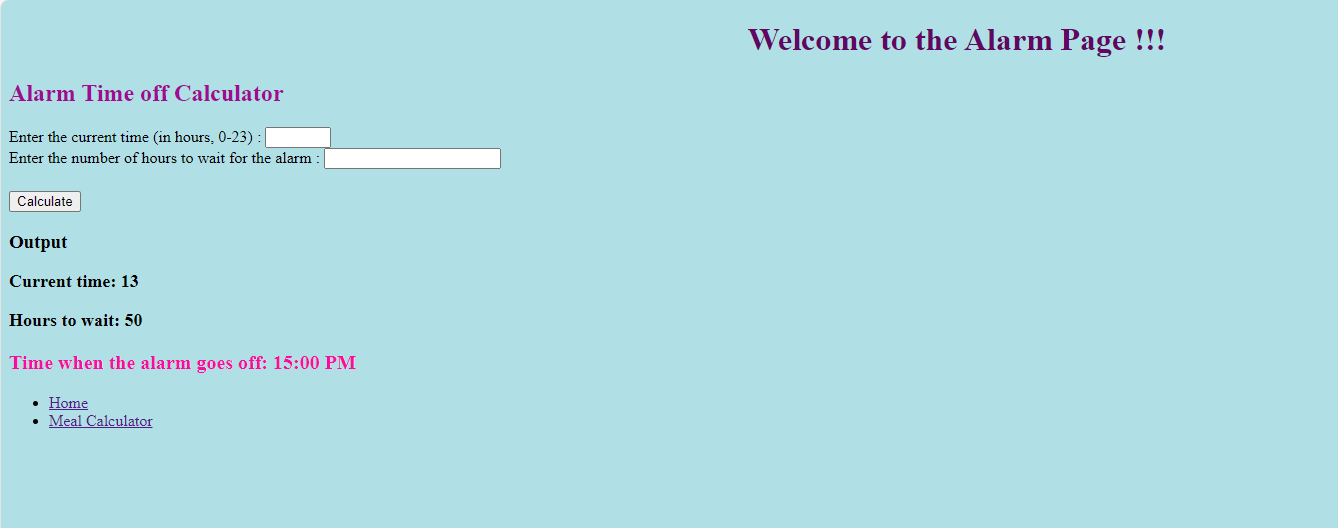 Welcome to the Alarm Page !!!
Alarm Time off Calculator
Enter the current time (in hours, 0-23) :
Enter the number of hours to wait for the alarm :
Calculate
Output
Current time: 13
Hours to wait: 50
Time when the alarm goes off: 15:00 PM
Home
Meal Calculator